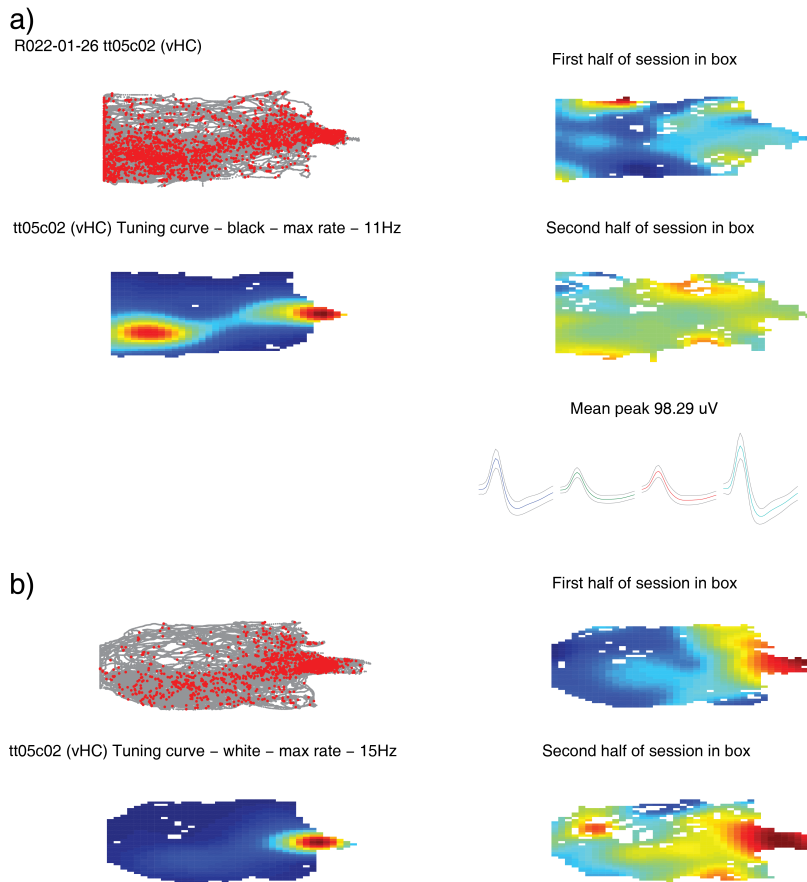 a)
R022-01-26 tt05c02 (vHC)
First half of session in box
tt05c02 (vHC) Tuning curve – black – max rate – 11Hz
Second half of session in box
Mean peak 98.29 uV
b)
First half of session in box
tt05c02 (vHC) Tuning curve – white – max rate – 15Hz
Second half of session in box